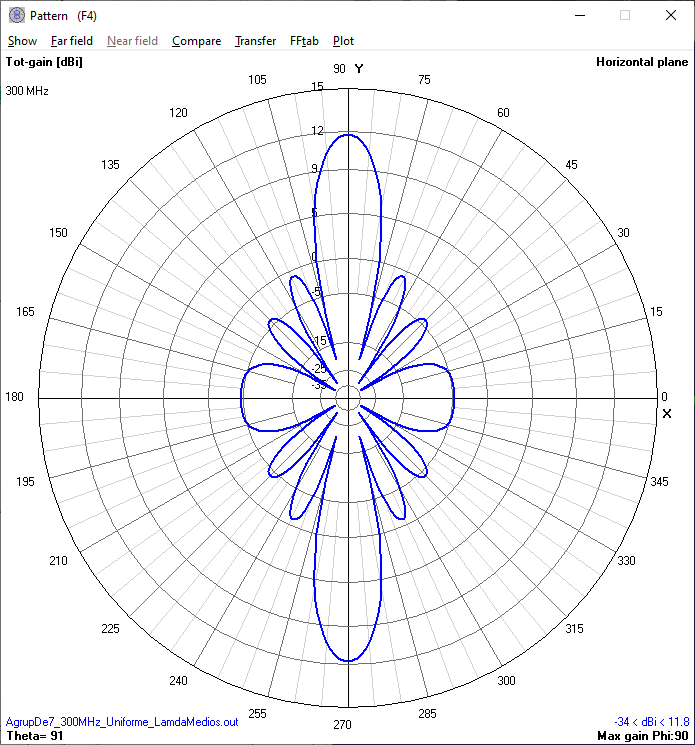 Pattern (F4)
Show Far field Near field Compare Transfer FFtab Plot
Tot-gain [dBi]
Horizontal plane
300 MHz
90 Y
105
75
120
60
135
45
150
30
165
15
180
0
X
195
345
210
330
225
315
240
300
255
285
270
15
12
9
5
0
-5
-15
-25
-35
AgrupDe7_300MHz_Uniforme_LamdaMedios.out
-34 < dBi < 11.8
Theta= 91
Max gain Phi:90